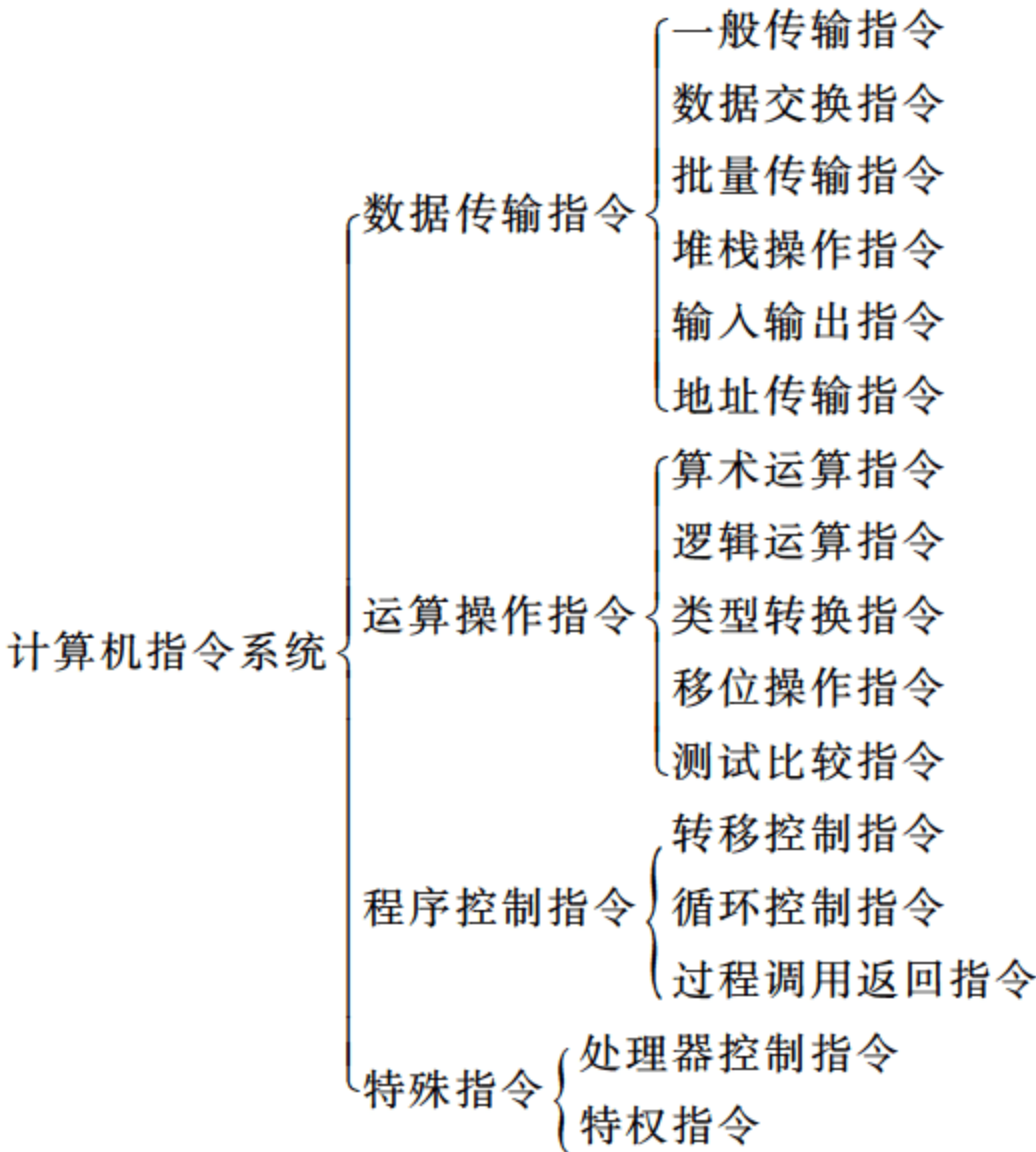 一般传输指令
数据交换指令
批量传输指令
数据传输指令
堆栈操作指令
输入输出指令
地址传输指令
算术运算指令
逻辑运算指令
运算操作指令
类型转换指令
计算机指令系统
移位操作指令
测试比较指令
转移控制指令
程序控制指令
循环控制指令
过程调用返回指令
处理器控制指令
特殊指令
特权指令